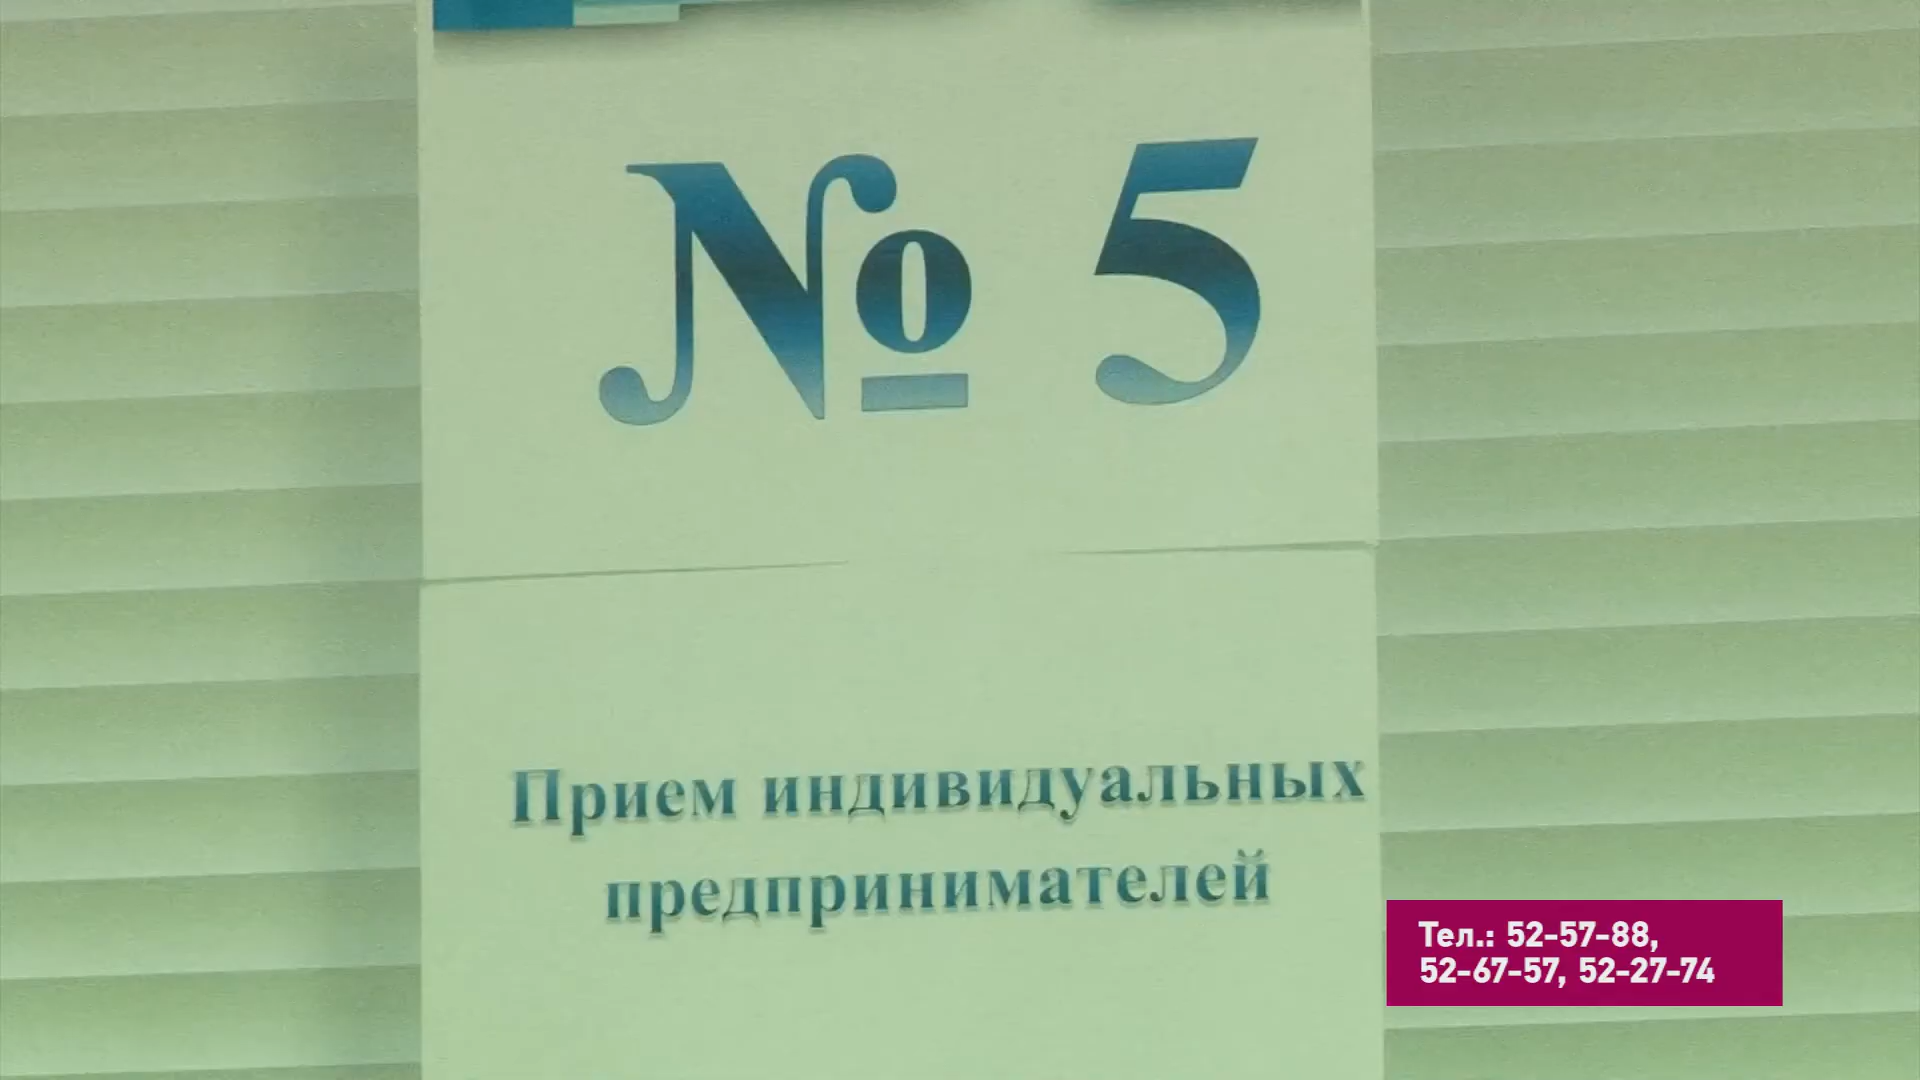 № 5
Прием индивидуальных
предпринимателей
Тел.: 52-57-88,
52-67-57, 52-27-74